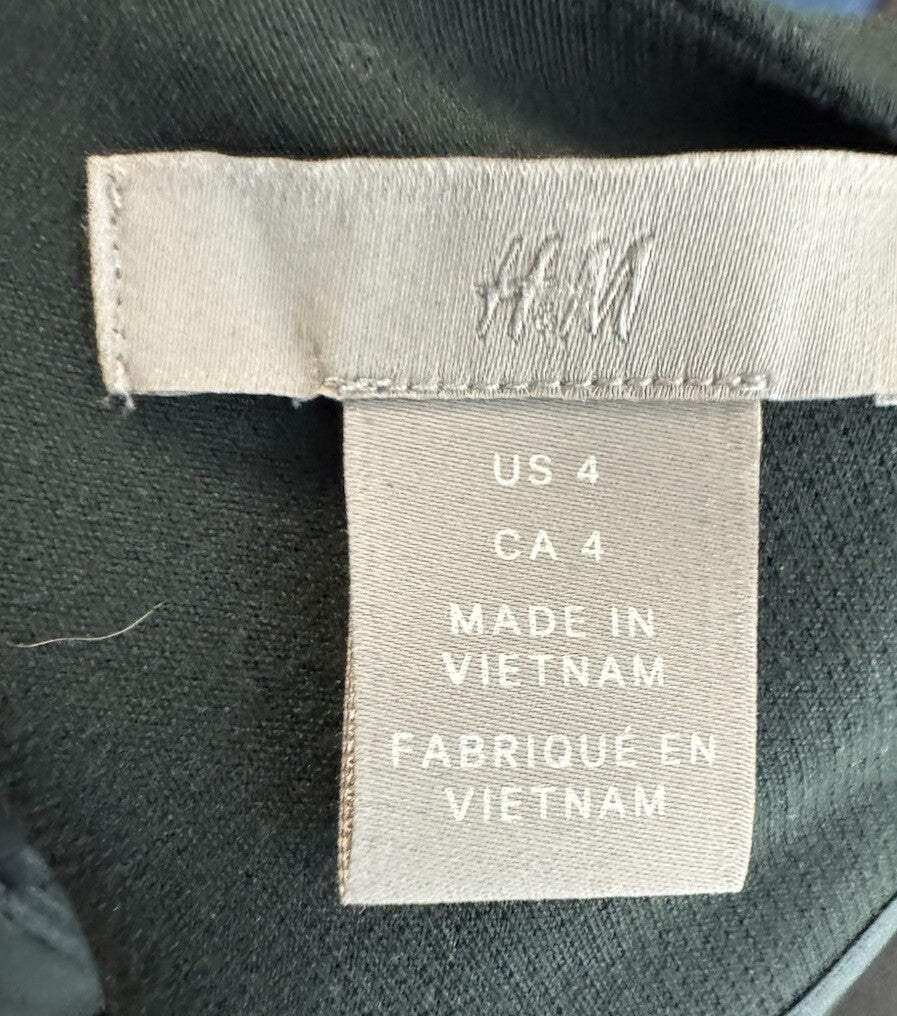 H&M
US 4
CA 4
MADE IN
VIETNAM
FABRIQUÉ EN
VIETNAM